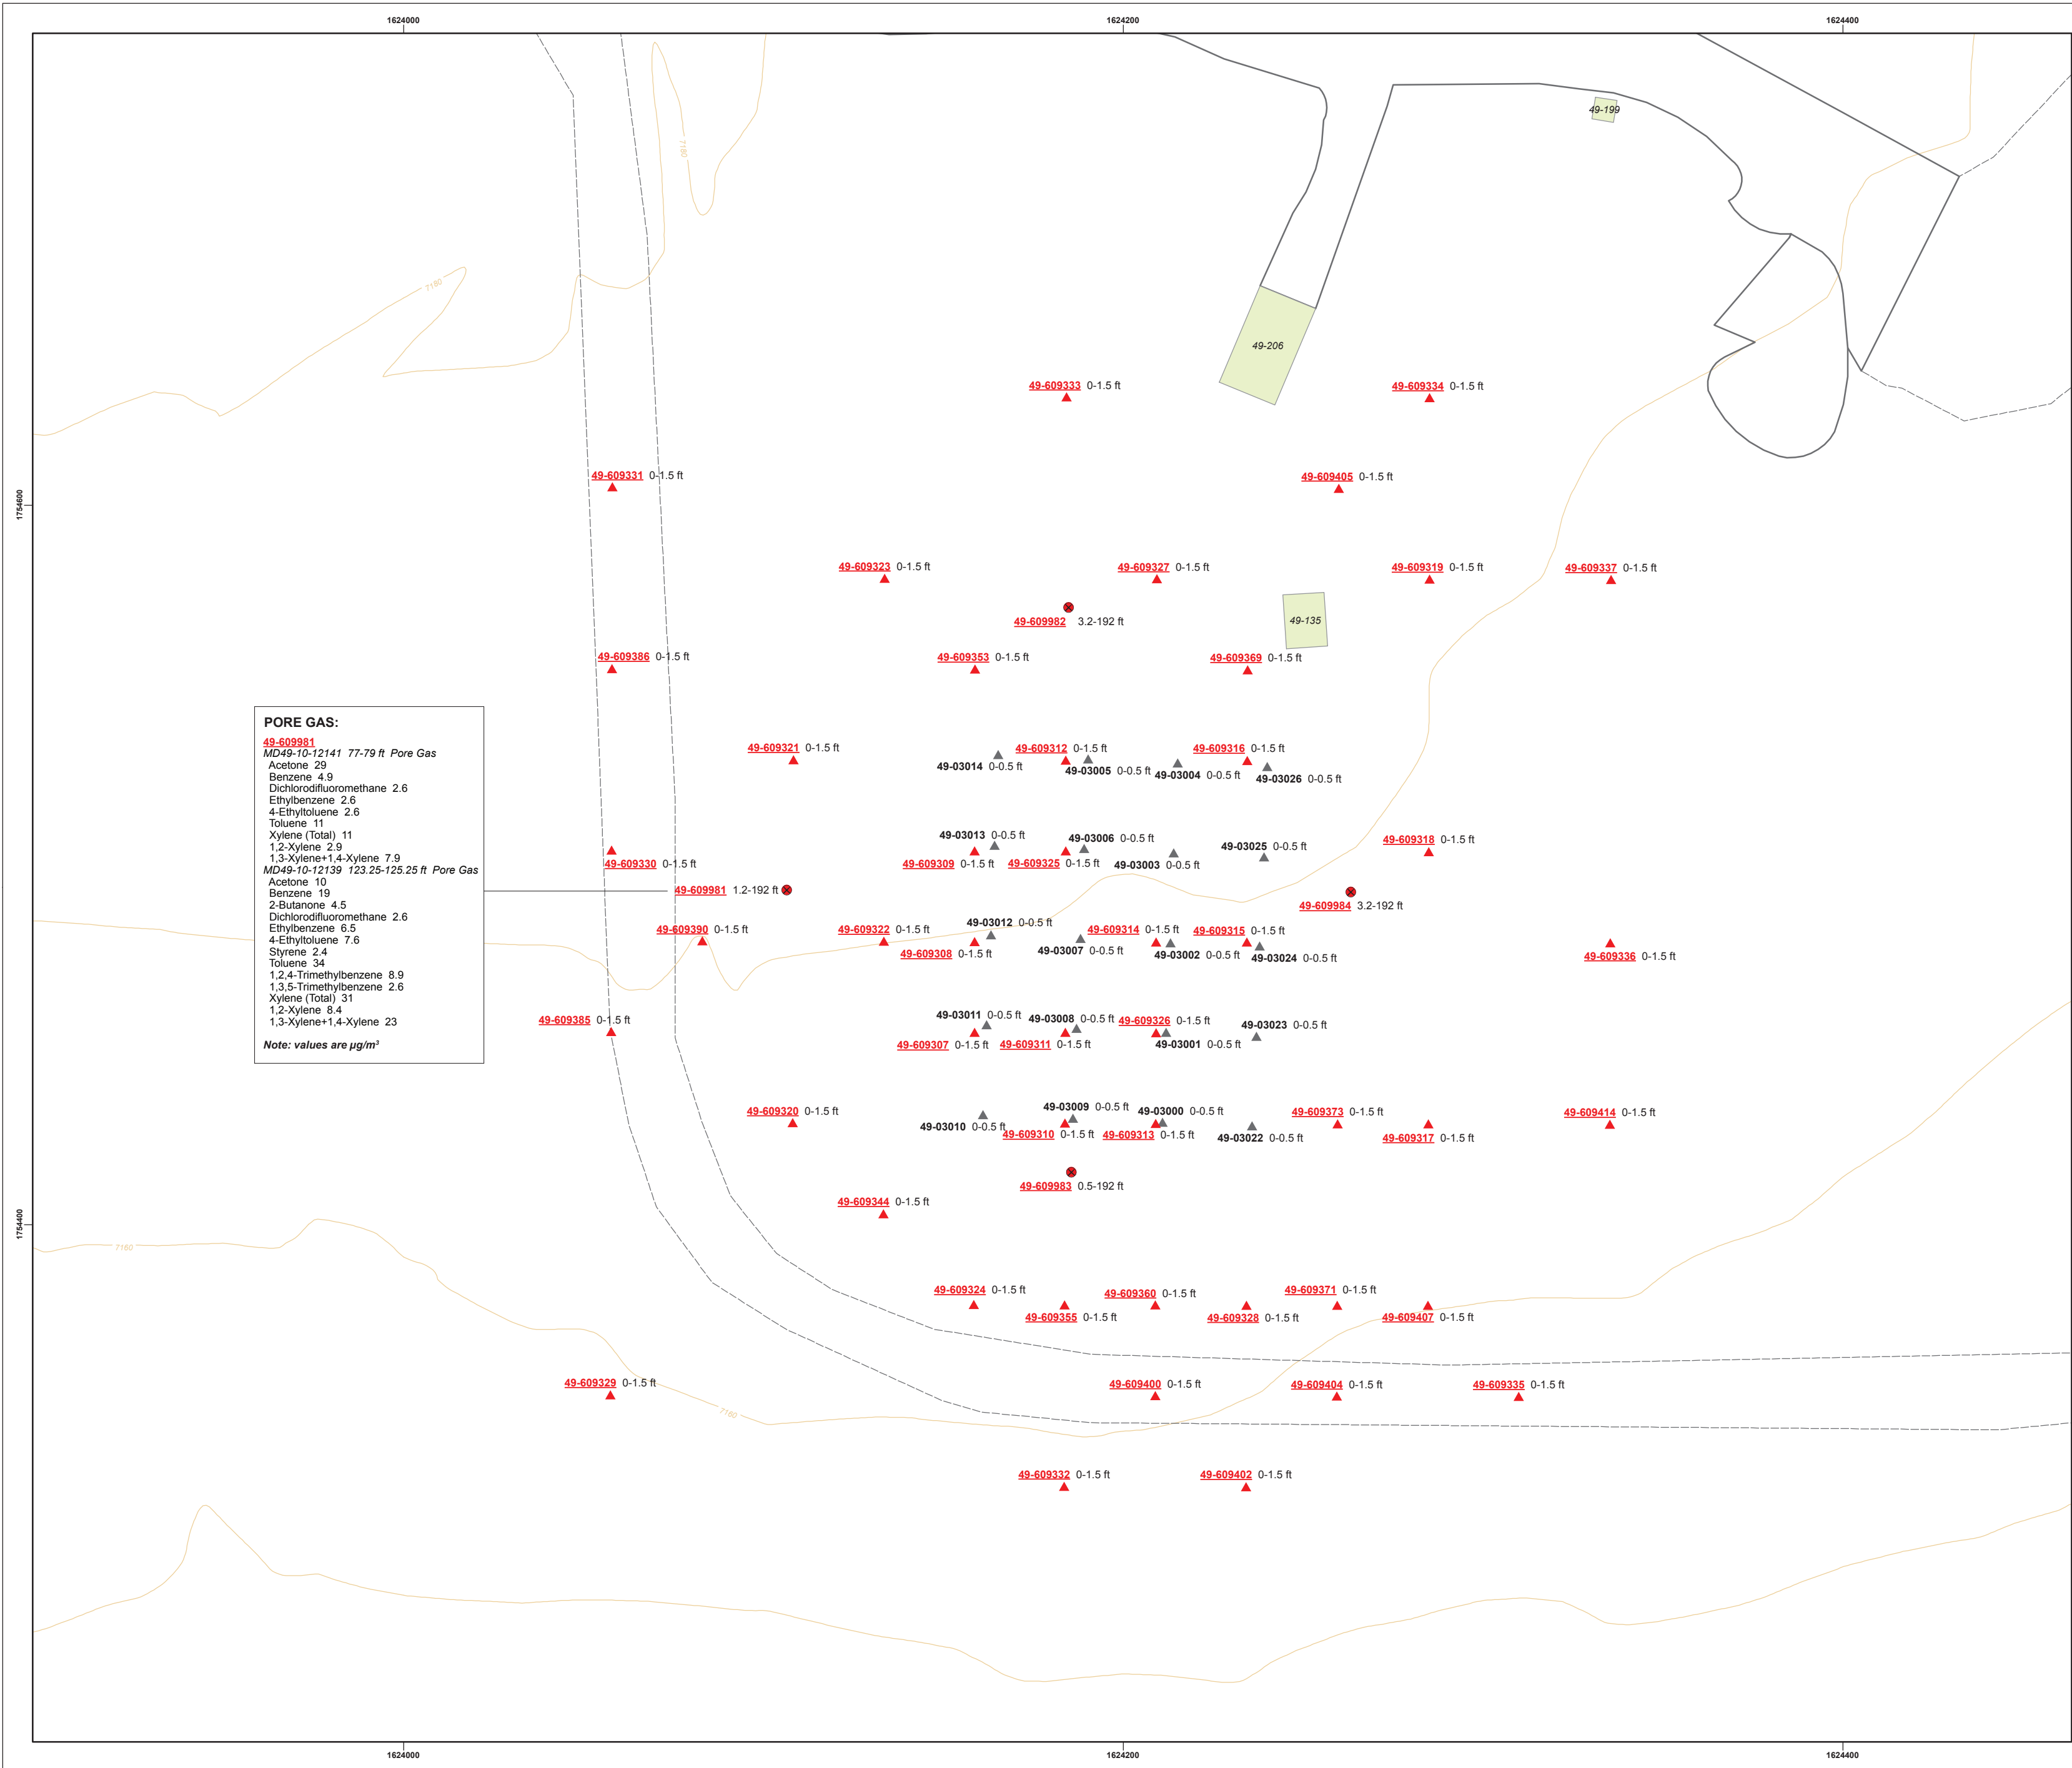 1624000
1624200
1624400
49-199
7180
7180
49-206
49-609333 0-1.5 ft
49-609334 0-1.5 ft
49-609331 0-1.5 ft
49-609405 0-1.5 ft
1754600
49-609323 0-1.5 ft
49-609327 0-1.5 ft
49-609319 0-1.5 ft
49-609337 0-1.5 ft
49-609982 3.2-192 ft
49-135
49-609386 0-1.5 ft
49-609353 0-1.5 ft
49-609369 0-1.5 ft
PORE GAS:
49-609981
MD49-10-12141 77-79 ft Pore Gas
Acetone 29
Benzene 4.9
Dichlorodifluoromethane 2.6
Ethylbenzene 2.6
4-Ethyltoluene 2.6
Toluene 11
Xylene (Total) 11
1,2-Xylene 2.9
1,3-Xylene+1,4-Xylene 7.9
MD49-10-12139 123.25-125.25 ft Pore Gas
Acetone 10
Benzene 19
2-Butanone 4.5
Dichlorodifluoromethane 2.6
Ethylbenzene 6.5
4-Ethyltoluene 7.6
Styrene 2.4
Toluene 34
1,2,4-Trimethylbenzene 8.9
1,3,5-Trimethylbenzene 2.6
Xylene (Total) 31
1,2-Xylene 8.4
1,3-Xylene+1,4-Xylene 23
Note: values are µg/m³
49-609321 0-1.5 ft
49-609312 0-1.5 ft
49-609316 0-1.5 ft
49-03014 0-0.5 ft
49-03005 0-0.5 ft
49-03004 0-0.5 ft
49-03026 0-0.5 ft
49-03013 0-0.5 ft
49-03006 0-0.5 ft
49-03025 0-0.5 ft
49-609318 0-1.5 ft
49-609330 0-1.5 ft
49-609309 0-1.5 ft
49-609325 0-1.5 ft
49-03003 0-0.5 ft
49-609981 1.2-192 ft
49-609984 3.2-192 ft
49-609390 0-1.5 ft
49-609322 0-1.5 ft
49-03012 0-0.5 ft
49-609314 0-1.5 ft
49-609315 0-1.5 ft
49-609308 0-1.5 ft
49-03007 0-0.5 ft
49-03002 0-0.5 ft
49-03024 0-0.5 ft
49-609336 0-1.5 ft
49-609385 0-1.5 ft
49-03011 0-0.5 ft
49-03008 0-0.5 ft
49-609326 0-1.5 ft
49-03023 0-0.5 ft
49-609307 0-1.5 ft
49-609311 0-1.5 ft
49-03001 0-0.5 ft
49-609320 0-1.5 ft
49-03009 0-0.5 ft
49-03000 0-0.5 ft
49-609373 0-1.5 ft
49-609414 0-1.5 ft
49-03010 0-0.5 ft
49-609310 0-1.5 ft
49-609313 0-1.5 ft
49-03022 0-0.5 ft
49-609317 0-1.5 ft
49-609983 0.5-192 ft
49-609344 0-1.5 ft
1754400
7160
49-609324 0-1.5 ft
49-609360 0-1.5 ft
49-609371 0-1.5 ft
49-609355 0-1.5 ft
49-609328 0-1.5 ft
49-609407 0-1.5 ft
49-609329 0-1.5 ft
49-609400 0-1.5 ft
49-609404 0-1.5 ft
49-609335 0-1.5 ft
7160
49-609332 0-1.5 ft
49-609402 0-1.5 ft
1624000
1624200
1624400